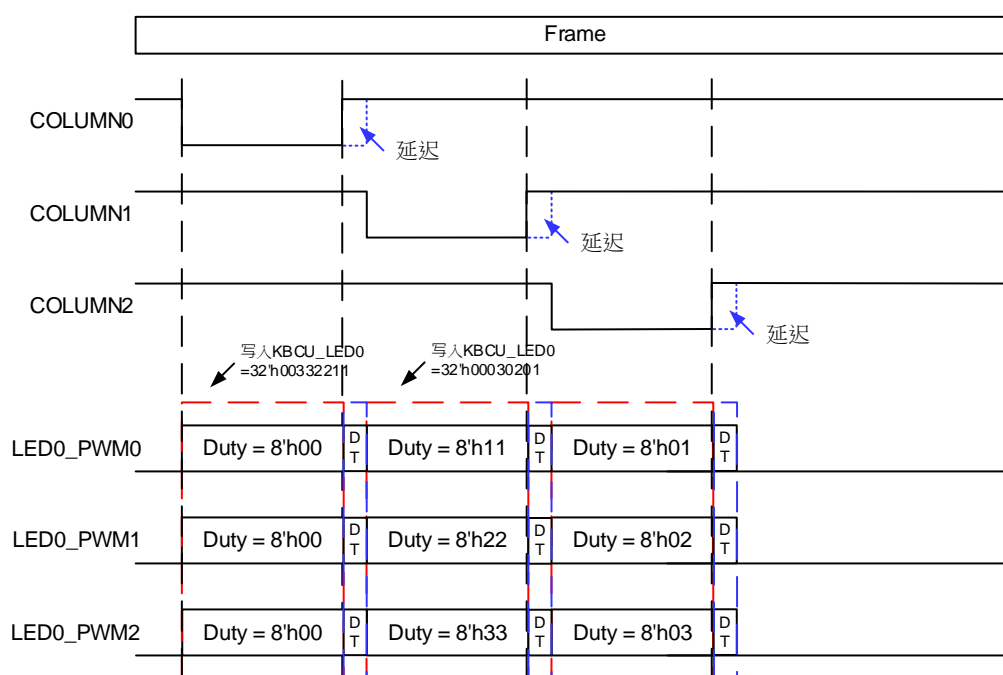 Frame
COLUMN0
延迟
COLUMN1
延迟
COLUMN2
延迟
写入KBCU_LED0
=32'h00332211
写入KBCU_LED0
=32'h00030201
LED0_PWM0
Duty = 8'h00
D
T
Duty = 8'h11
D
T
Duty = 8'h01
D
T
LED0_PWM1
Duty = 8'h00
D
T
Duty = 8'h22
D
T
Duty = 8'h02
D
T
LED0_PWM2
Duty = 8'h00
D
T
Duty = 8'h33
D
T
Duty = 8'h03
D
T